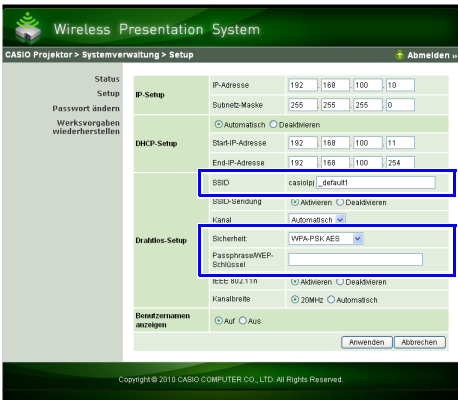 Wireless Presentation System
CASIO Projektor > Systemverwaltung > Setup
Abmelden »
Status
Setup
Passwort ändern
Werksvorgaben wiederherstellen
IP-Setup
IP-Adresse 192 . 168 . 100 . 10
Subnetz-Maske 255 . 255 . 255 . 0
DHCP-Setup
Automatisch Deaktivieren
Start-IP-Adresse 192 . 168 . 100 . 11
End-IP-Adresse 192 . 168 . 100 . 254
Drahtlos-Setup
SSID casiolpj _default1
SSID-Sendung Aktivieren Deaktivieren
Kanal Automatisch
Sicherheit: WPA-PSK AES
Passphrase/WEP-
Schlüssel
IEEE 802.11n Aktivieren Deaktivieren
Kanalbreite 20MHz Automatisch
Benutzernamen
anzeigen
Auf Aus
Anwenden Abbrechen
Copyright © 2010 CASIO COMPUTER CO., LTD. All Rights Reserved.